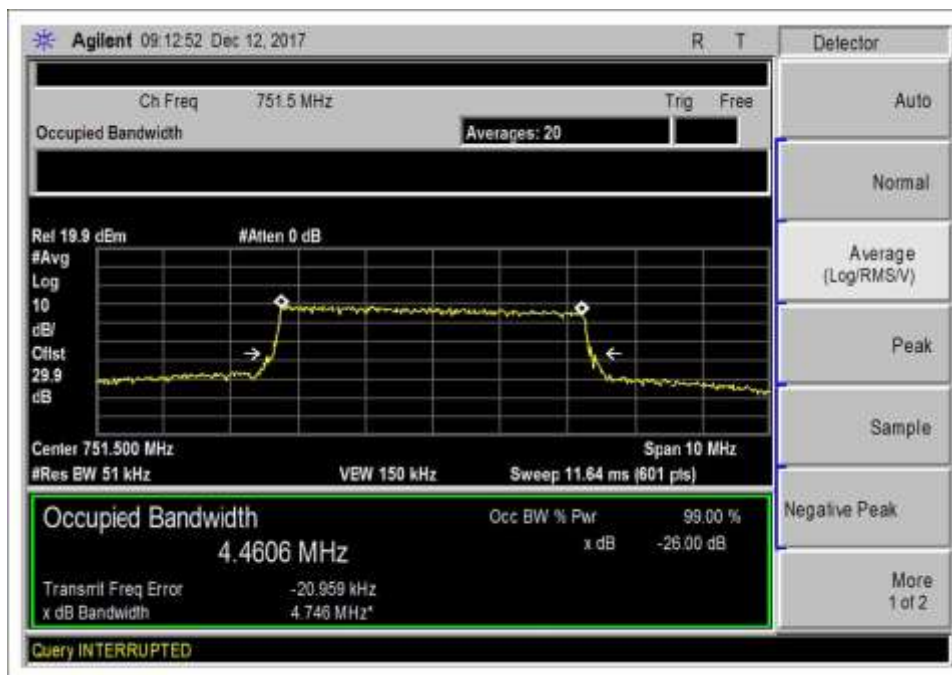 Agilent 09:12:52 Dec 12, 2017 R T
Detector
Ch Freq 751.5 MHz Trig Free
Occupied Bandwidth Averages: 20
Auto
Normal
Ref 19.9 dBm #Atten 0 dB
#Avg
Log
10
dB/
Offst
29.9
dB
Average
(Log/RMS/V)
Peak
Sample
Center 751.500 MHz Span 10 MHz
#Res BW 51 kHz VBW 150 kHz Sweep 11.64 ms (601 pts)
Negative Peak
Occupied Bandwidth Occ BW % Pwr 99.00 %
4.4606 MHz x dB -26.00 dB
Transmit Freq Error -20.959 kHz
x dB Bandwidth 4.746 MHz*
More
1 of 2
Query INTERRUPTED